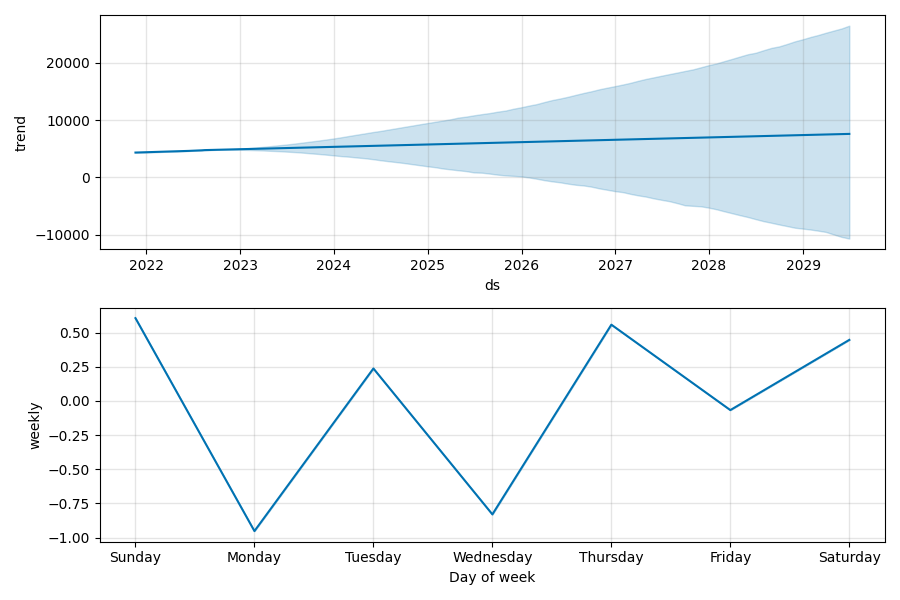 20000
10000
0
−10000
trend
2022 2023 2024 2025 2026 2027 2028 2029
ds
0.50
0.25
0.00
−0.25
−0.50
−0.75
−1.00
weekly
Sunday Monday Tuesday Wednesday Thursday Friday Saturday
Day of week